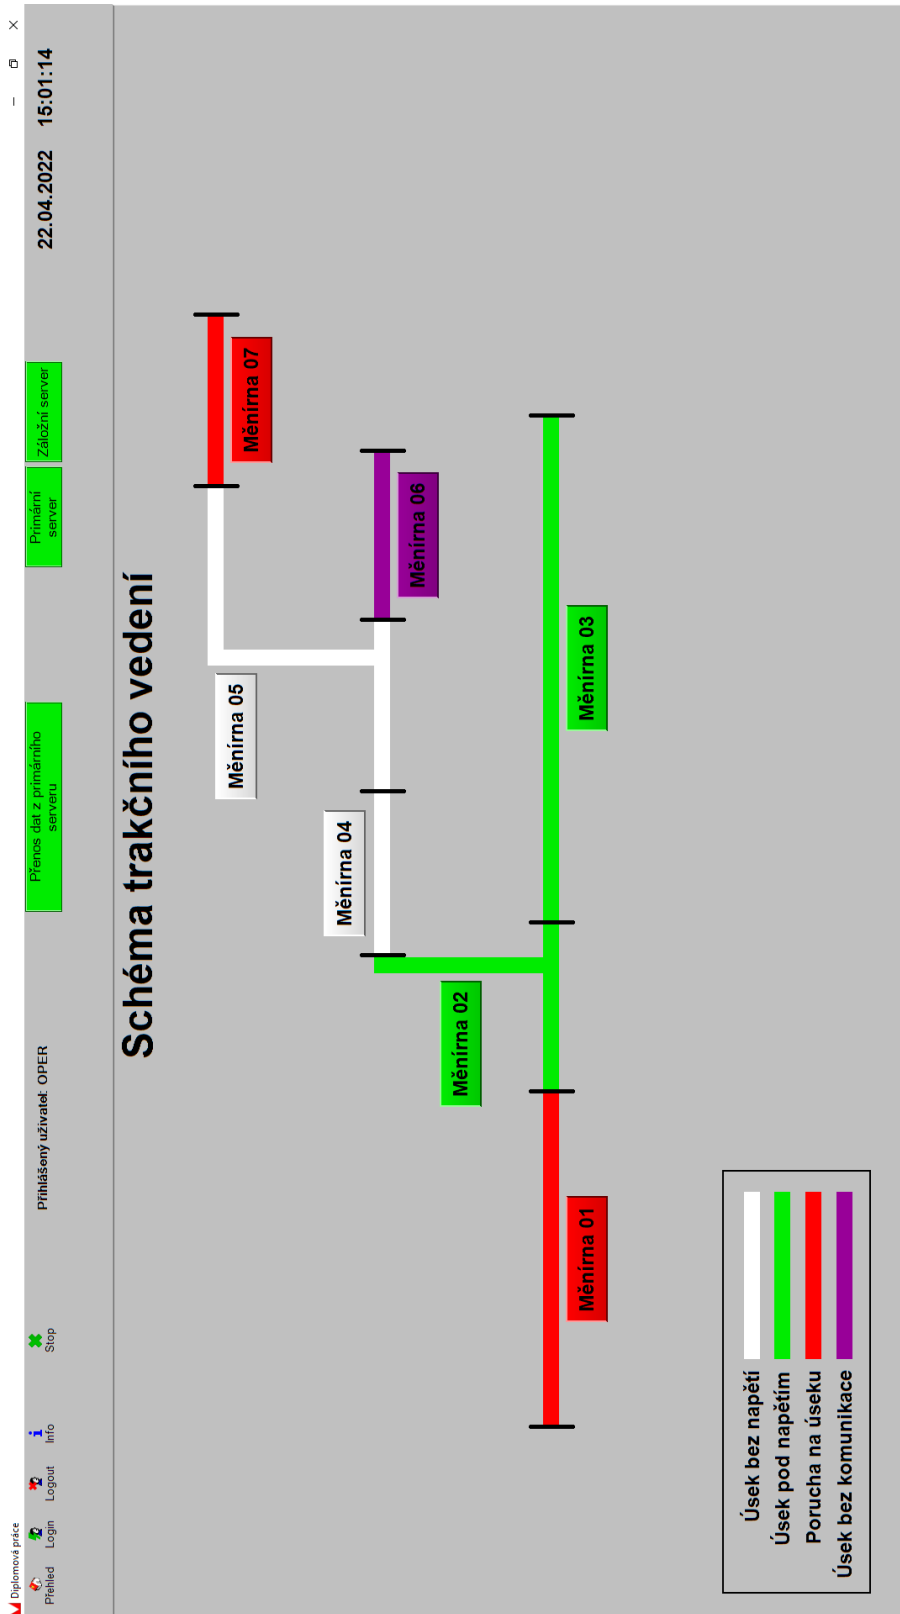 Diplomová práce
Přehled
Login
Logout
Info
Stop
Přihlášený uživatel: OPER
Přenos dat z primárního
serveru
Primární
server
Záložní server
22.04.2022 15:01:14
Schéma trakčního vedení
Měnírna 07
Měnírna 05
Měnírna 04
Měnírna 06
Měnírna 02
Měnírna 01
Měnírna 03
Úsek bez napětí
Úsek pod napětím
Porucha na úseku
Úsek bez komunikace